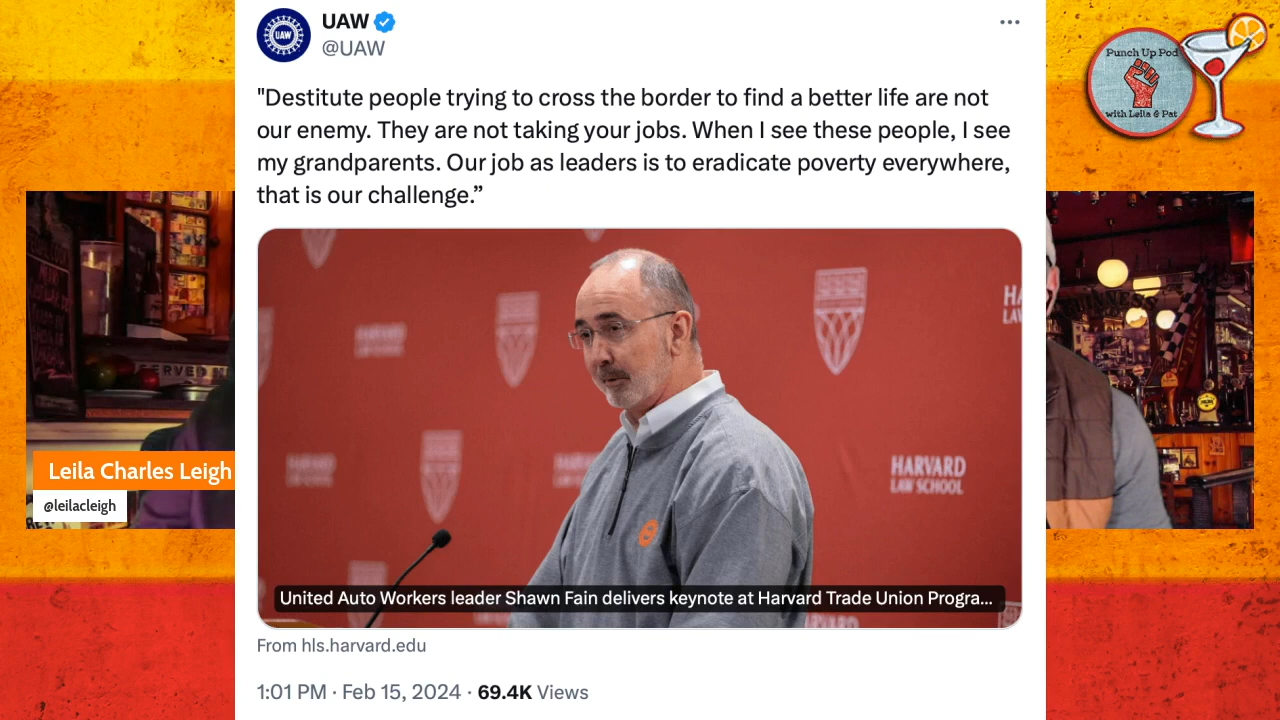 UAW
@UAW
"Destitute people trying to cross the border to find a better life are not
our enemy. They are not taking your jobs. When I see these people, I see
my grandparents. Our job as leaders is to eradicate poverty everywhere,
that is our challenge.”
UAW
HARVARD
LAW SCHOOL
United Auto Workers leader Shawn Fain delivers keynote at Harvard Trade Union Progra...
From hls.harvard.edu
1:01 PM · Feb 15, 2024 · 69.4K Views
Punch Up Pod
with Leila & Pat
SERVED
Leila Charles Leigh
@leilacleigh
GUINNESS